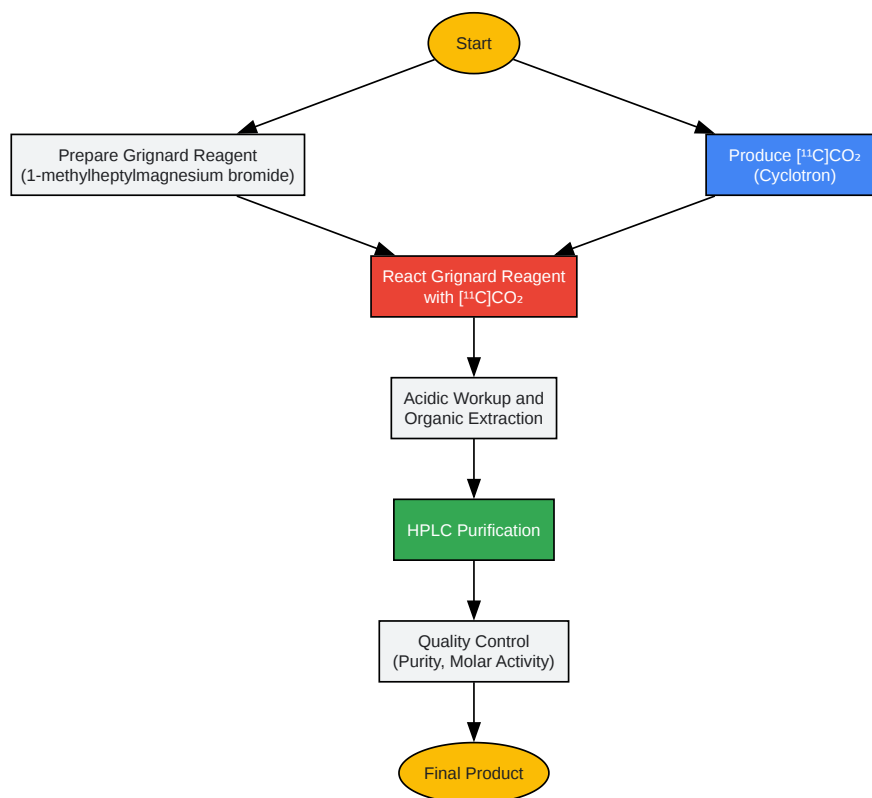 Start
Prepare Grignard Reagent
(1-methylheptylmagnesium bromide)
Produce [¹¹C]CO₂
(Cyclotron)
React Grignard Reagent
with [¹¹C]CO₂
Acidic Workup and
Organic Extraction
HPLC Purification
Quality Control
(Purity, Molar Activity)
Final Product